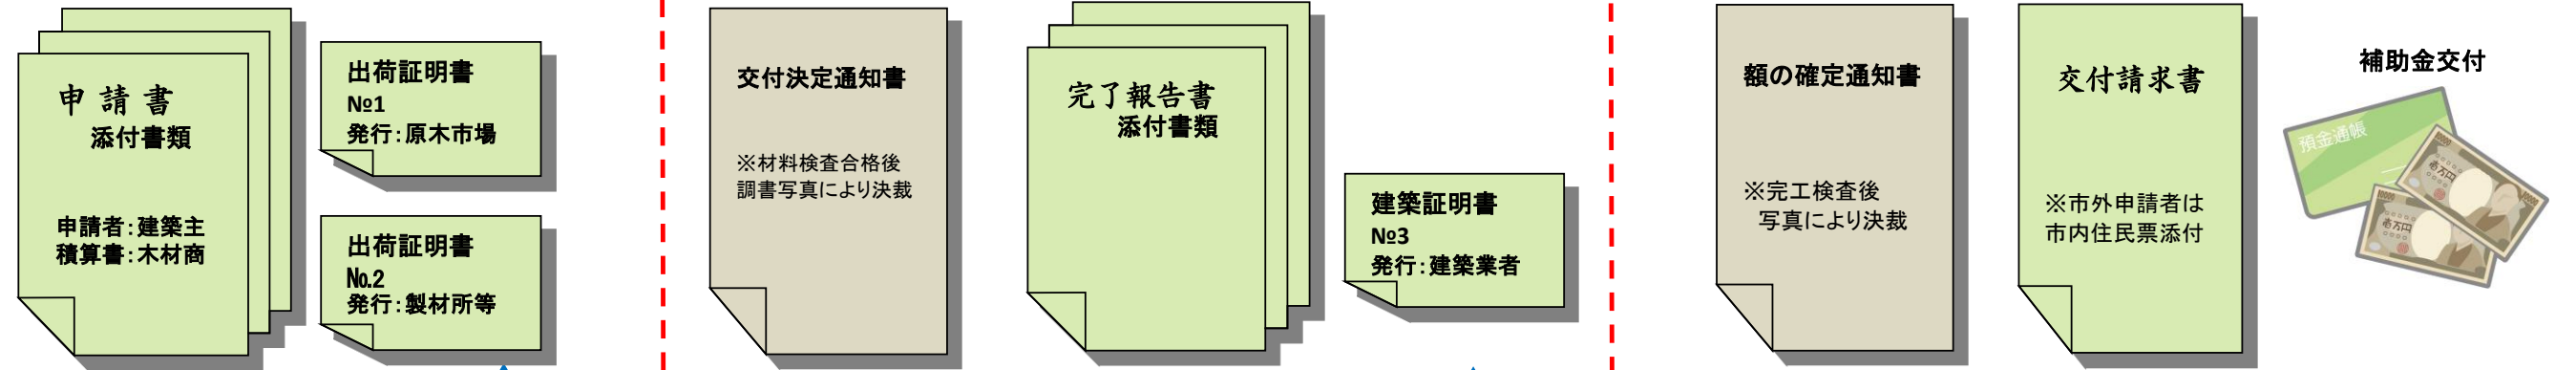 申請書
添付書類
申請者：建築主
積算書：木材商
出荷証明書
№1
発行：原木市場
出荷証明書
№.2
発行：製材所等
交付決定通知書
※材料検査合格後
調書写真により決裁
完了報告書
添付書類
建築証明書
№3
発行：建築業者
額の確定通知書
※完工検査後
写真により決裁
交付請求書
※市外申請者は
市内住民票添付
補助金交付
預金通帳
壱万円
壱万円